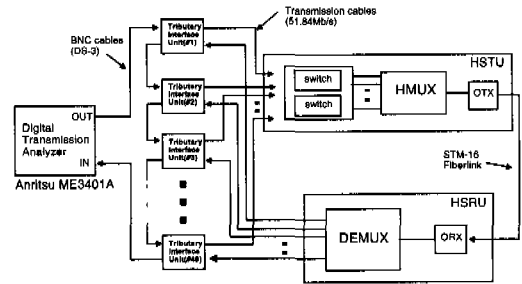 Transmission cables
(51.84Mb/s)
BNC cables
(DS-3)
Tributary
Interface
Unit(#1)
Tributary
Interface
Unit(#2)
Tributary
Interface
Unit(#3)
Tributary
Interface
Unit(#48)
OUT
Digital
Transmission
Analyzer
IN
Anritsu ME3401A
HSTU
switch
switch
HMUX
OTX
STM-16
Fiberlink
HSRU
DEMUX
ORX